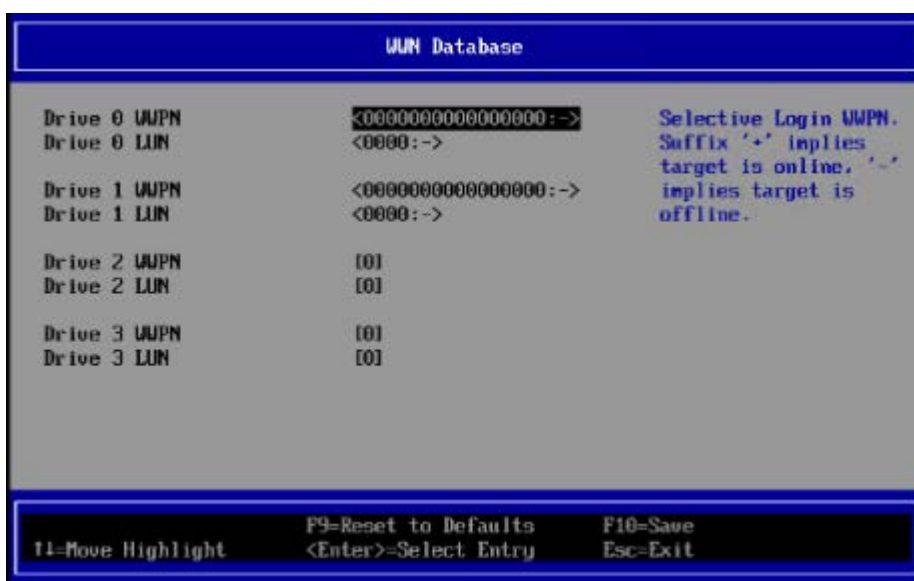 WWN Database
Drive 0 WWPN <0000000000000000:->
Drive 0 LUN <0000:->
Drive 1 WWPN <0000000000000000:->
Drive 1 LUN <0000:->
Drive 2 WWPN [0]
Drive 2 LUN [0]
Drive 3 WWPN [0]
Drive 3 LUN [0]
Selective Login WWPN.
Suffix '+' implies
target is online, '-'
implies target is
offline.
F9=Reset to Defaults F10=Save
↑↓=Move Highlight <Enter>=Select Entry Esc=Exit